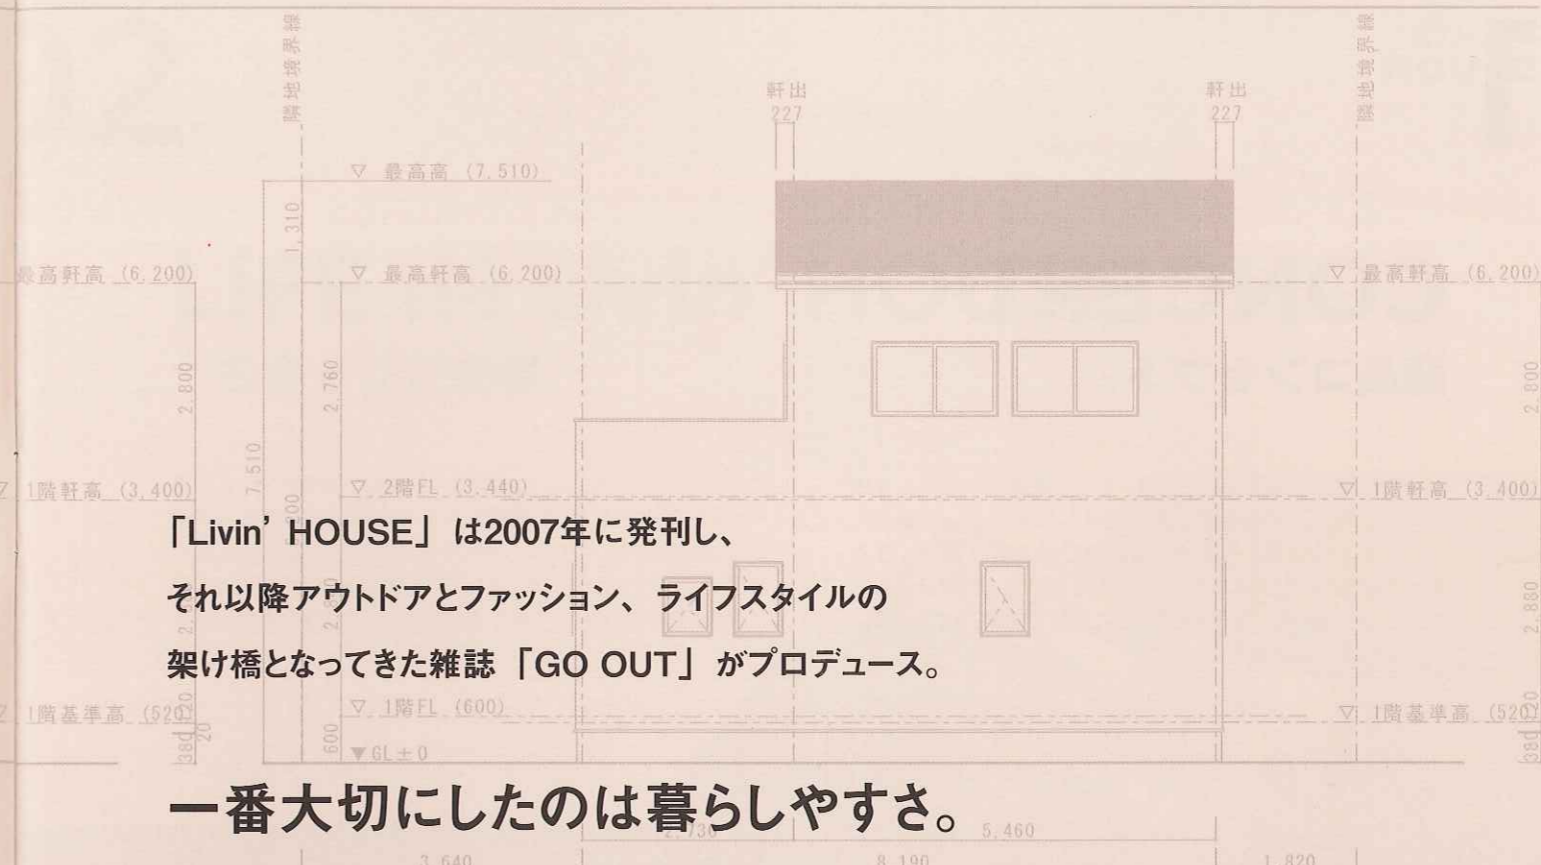 隣地境界線
隣地境界線
軒出
227
軒出
227
▽ 最高高 (7,510)
1,310
最高軒高 (6,200)
▽ 最高軒高 (6,200)
▽ 最高軒高 (6,200)
2,800
2,760
2,800
7,510
▽ 1階軒高 (3,400)
▽ 2階FL (3,440)
▽ 1階軒高 (3,400)
「Livin’ HOUSE」は2007年に発刊し、
それ以降アウトドアとファッション、ライフスタイルの
2,880
架け橋となってきた雑誌「GO OUT」がプロデュース。
▽ 1階基準高 (520)
▽ 1階FL (600)
▽ 1階基準高 (520)
120
20
380
600
▼GL±0
120
380
一番大切にしたのは暮らしやすさ。
2,730
5,460
3,640
8,190
1,820